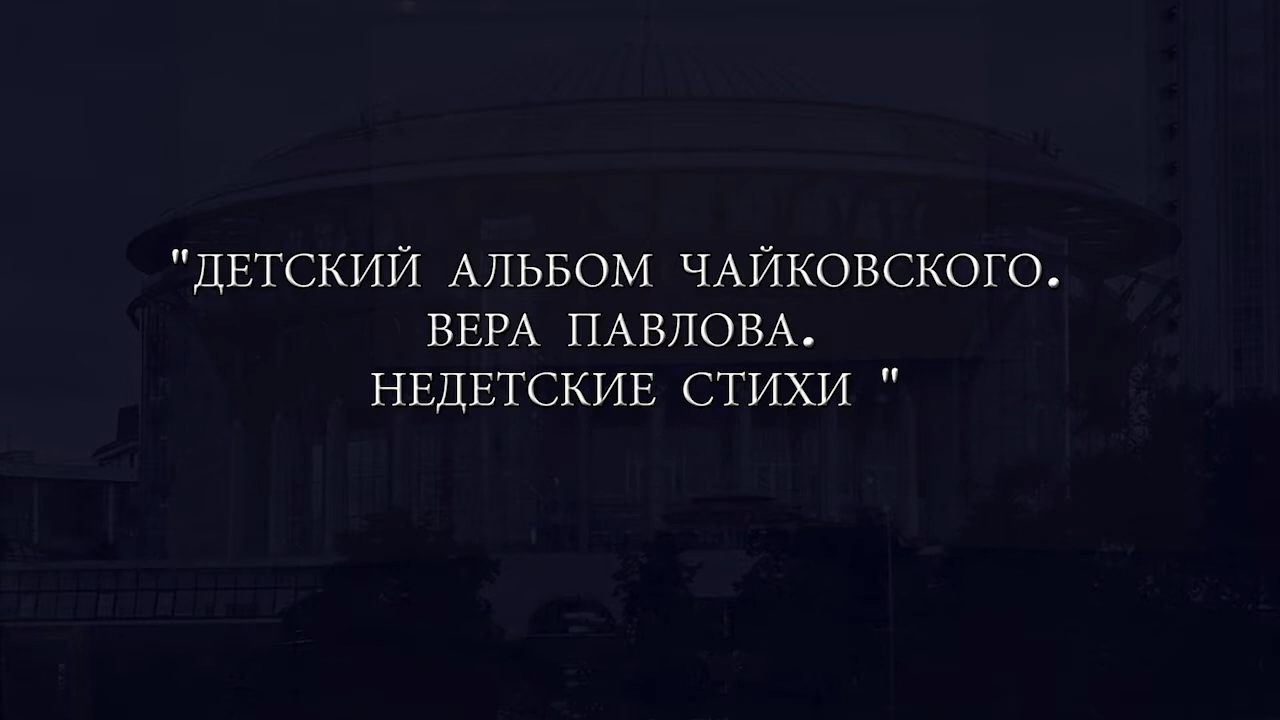 "ДЕТСКИЙ АЛЬБОМ ЧАЙКОВСКОГО.
ВЕРА ПАВЛОВА.
НЕДЕТСКИЕ СТИХИ "